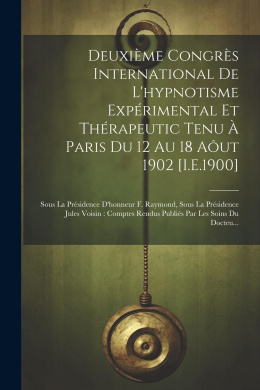 Deuxième Congrès
International De
L'hypnotisme
Expérimental Et
Thérapeutic Tenu
À Paris Du 12 Au 18 Aôut
1902 [I.E.1900]
Sous La Présidence D'honneur F. Raymond, Sous La Présidence
Jules Voisin : Comptes Rendus Publiés Par Les Soins Du
Docteu...